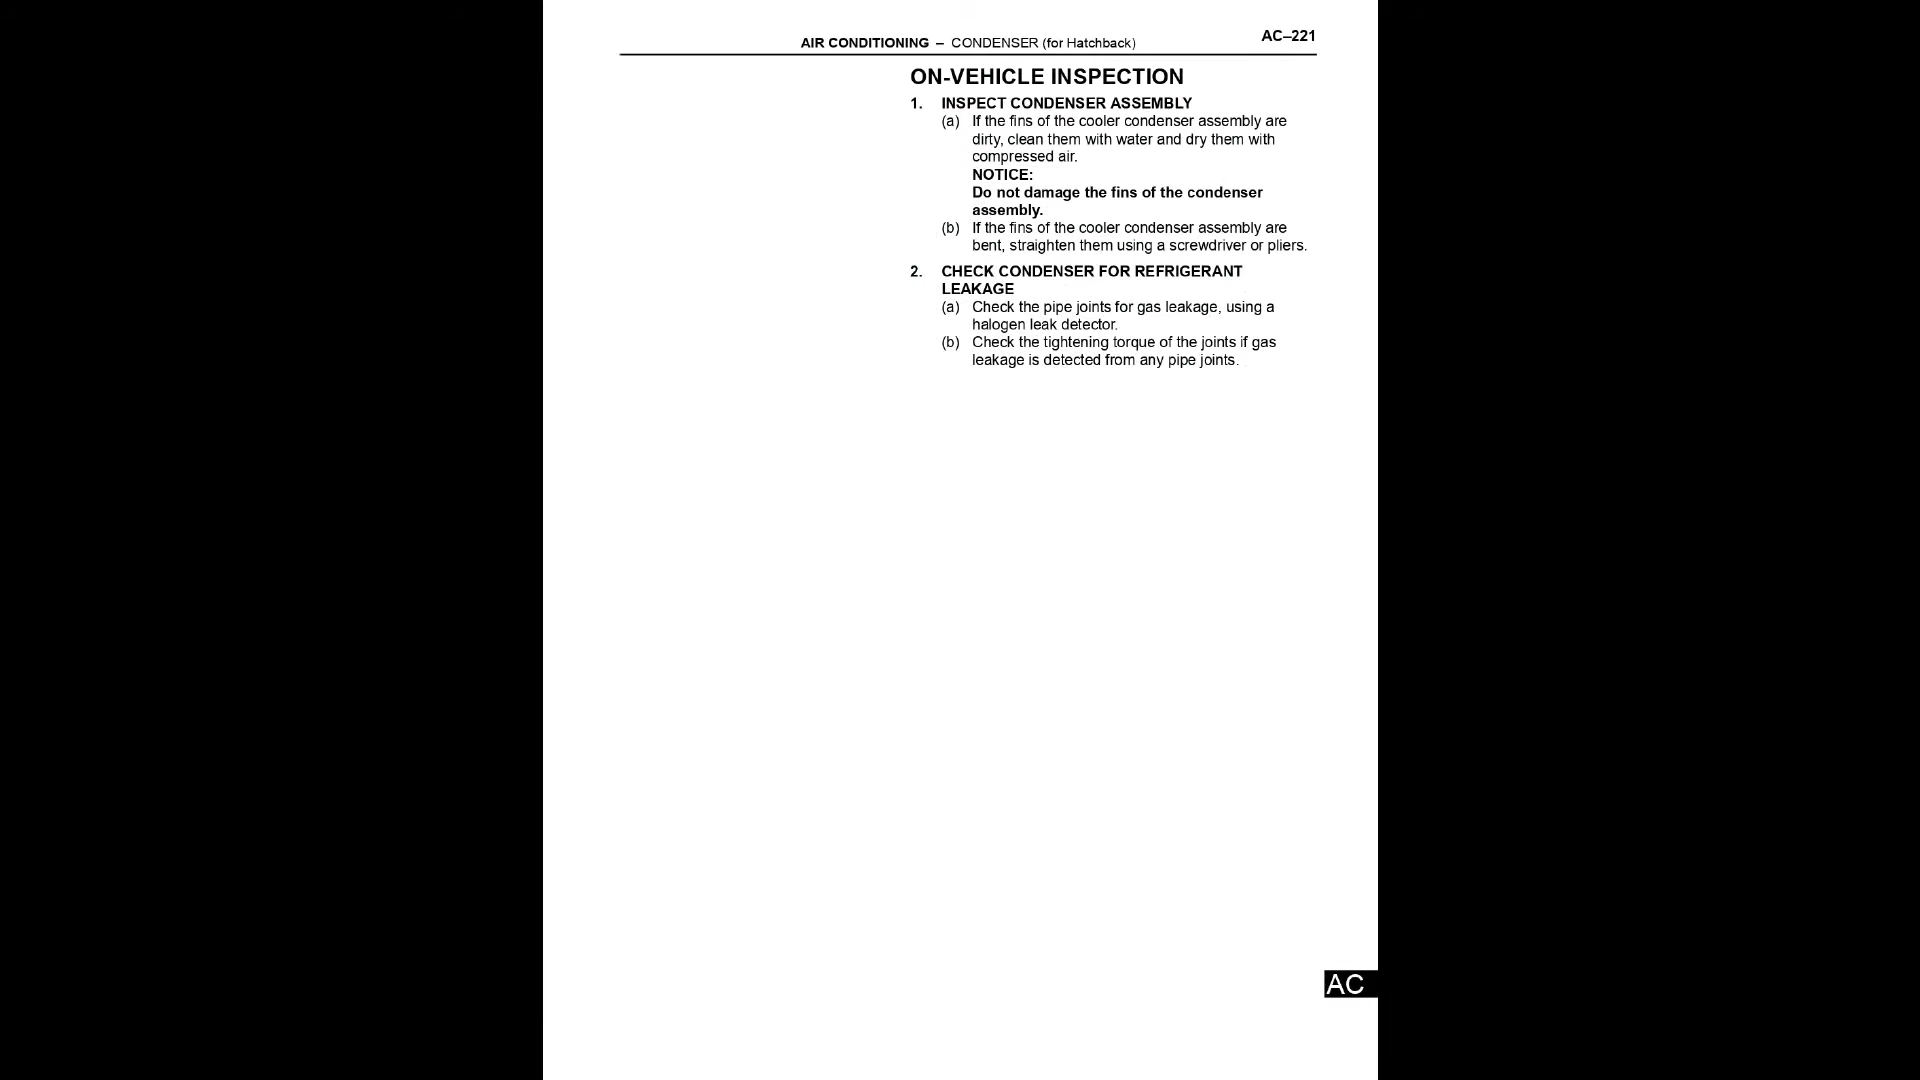 AIR CONDITIONING – CONDENSER (for Hatchback)
AC–221
ON-VEHICLE INSPECTION
1. INSPECT CONDENSER ASSEMBLY
(a) If the fins of the cooler condenser assembly are
dirty, clean them with water and dry them with
compressed air.
NOTICE:
Do not damage the fins of the condenser
assembly.
(b) If the fins of the cooler condenser assembly are
bent, straighten them using a screwdriver or pliers.
2. CHECK CONDENSER FOR REFRIGERANT
LEAKAGE
(a) Check the pipe joints for gas leakage, using a
halogen leak detector.
(b) Check the tightening torque of the joints if gas
leakage is detected from any pipe joints.
AC